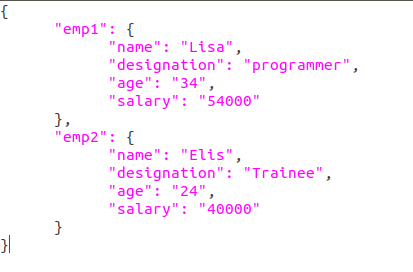 {
"emp1": {
"name": "Lisa",
"designation": "programmer",
"age": "34",
"salary": "54000"
},
"emp2": {
"name": "Elis",
"designation": "Trainee",
"age": "24",
"salary": "40000"
}
}